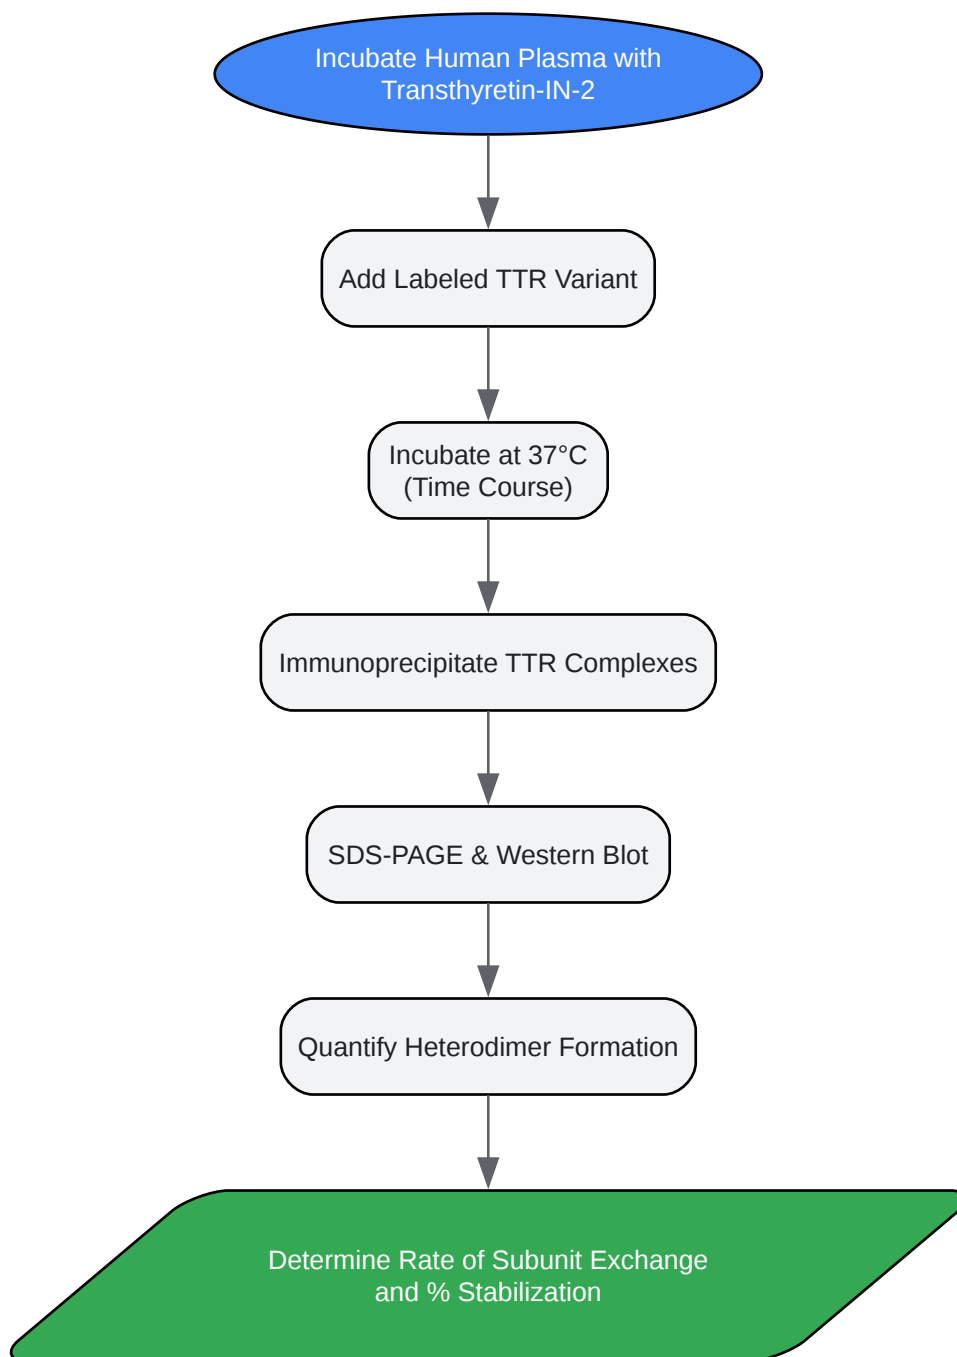 Incubate Human Plasma with
Transthyretin-IN-2
Add Labeled TTR Variant
Incubate at 37°C
(Time Course)
Immunoprecipitate TTR Complexes
SDS-PAGE & Western Blot
Quantify Heterodimer Formation
Determine Rate of Subunit Exchange
and % Stabilization